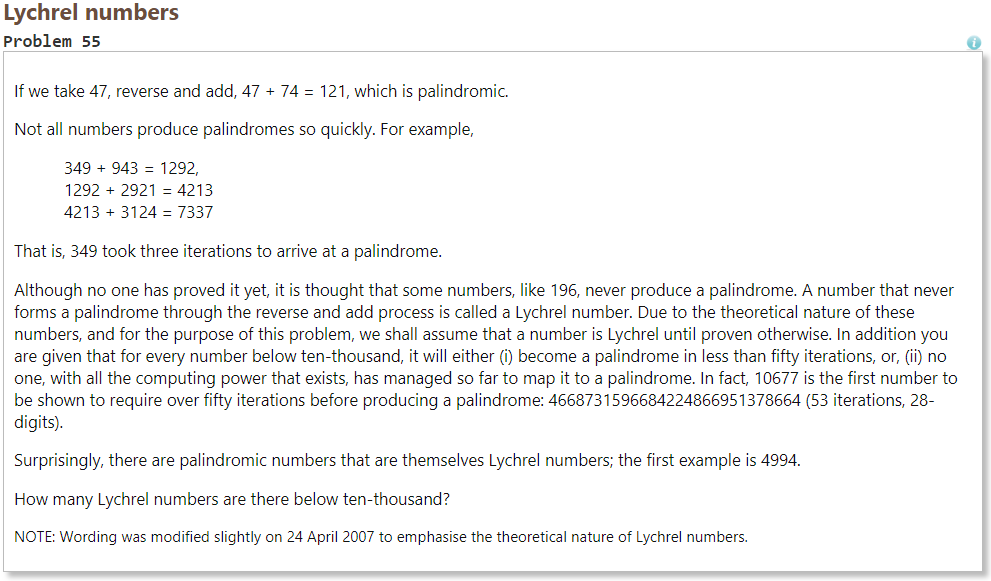 Lychrel numbers
Problem 55
i
If we take 47, reverse and add, 47 + 74 = 121, which is palindromic.
Not all numbers produce palindromes so quickly. For example,
349 + 943 = 1292,
1292 + 2921 = 4213
4213 + 3124 = 7337
That is, 349 took three iterations to arrive at a palindrome.
Although no one has proved it yet, it is thought that some numbers, like 196, never produce a palindrome. A number that never
forms a palindrome through the reverse and add process is called a Lychrel number. Due to the theoretical nature of these
numbers, and for the purpose of this problem, we shall assume that a number is Lychrel until proven otherwise. In addition you
are given that for every number below ten-thousand, it will either (i) become a palindrome in less than fifty iterations, or, (ii) no
one, with all the computing power that exists, has managed so far to map it to a palindrome. In fact, 10677 is the first number to
be shown to require over fifty iterations before producing a palindrome: 4668731596684224866951378664 (53 iterations, 28-
digits).
Surprisingly, there are palindromic numbers that are themselves Lychrel numbers; the first example is 4994.
How many Lychrel numbers are there below ten-thousand?
NOTE: Wording was modified slightly on 24 April 2007 to emphasise the theoretical nature of Lychrel numbers.